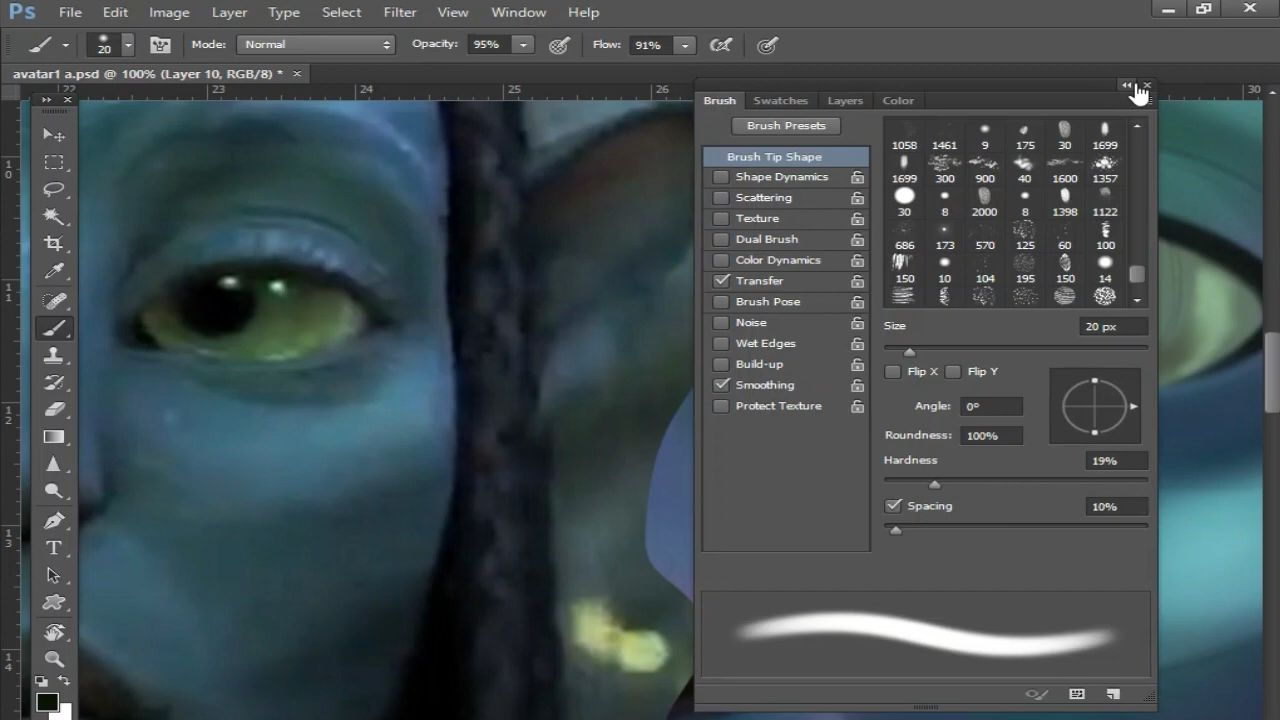 Ps File Edit Image Layer Type Select Filter View Window Help
20 Mode: Normal Opacity: 95% Flow: 91%
avatar1 a.psd @ 100% (Layer 10, RGB/8) * ×
22 23 24 25 26 30
Brush Swatches Layers Color
Brush Presets
Brush Tip Shape
Shape Dynamics
Scattering
Texture
Dual Brush
Color Dynamics
Transfer
Brush Pose
Noise
Wet Edges
Build-up
Smoothing
Protect Texture
1058 1461 9 175 30 1699
1699 300 900 40 1600 1357
30 8 2000 8 1398 1122
686 173 570 125 60 100
150 10 104 195 150 14
Size 20 px
Flip X Flip Y
Angle: 0°
Roundness: 100%
Hardness 19%
Spacing 10%
10
11
12
13
14
T